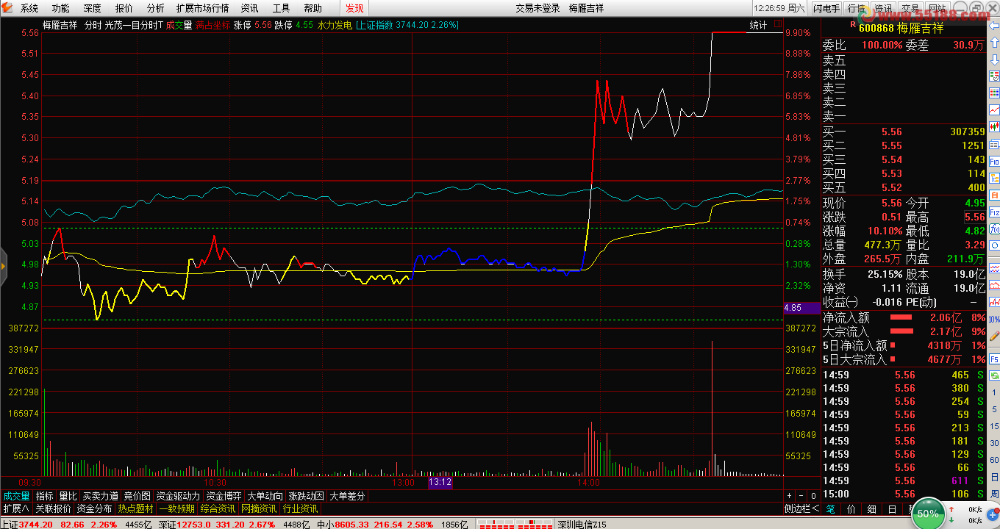 系统 功能 深度 报价 分析 扩展市场行情 资讯 工具 帮助 发现 交易未登录 梅雁吉祥 12:26:59 周六 闪电手 行情 资讯 交易 网站
www.55188.com
梅雁吉祥 分时 光茂一目分时T 成交量 满占坐标 涨停 5.56 跌停 4.55 水力发电 [上证指数 3744.20 2.26%] 统计
R 600868 梅雁吉祥
5.56 9.90%
5.51 8.88%
5.45 7.86%
5.40 6.85%
5.35 5.83%
5.30 4.81%
5.24 3.79%
5.19 2.77%
5.14 1.75%
5.08 0.74%
5.03 0.28%
4.98 1.30%
4.93 2.32%
4.87 4.85
387272 387272
331947 331947
276623 276623
221298 221298
165974 165974
110649 110649
55325 55325
09:30 10:30 13:00 13:12 14:00
委比 100.00% 委差 30.9万
卖五
卖四
卖三
卖二
卖一
买一 5.56 307359
买二 5.55 1251
买三 5.54 143
买四 5.53 114
买五 5.52 400
现价 5.56 今开 4.95
涨跌 0.51 最高 5.56
涨幅 10.10% 最低 4.82
总量 477.3万 量比 3.29
外盘 265.5万 内盘 211.9万
换手 25.15% 股本 19.0亿
净资 1.11 流通 19.0亿
收益㈠ -0.016 PE(动) –
净流入额 2.06亿 8%
大宗流入 2.17亿 9%
5日净流入额 4318万 1%
5日大宗流入 4677万 1%
14:59 5.56 465 S
14:59 5.56 380 S
14:59 5.56 254 S
14:59 5.56 59 S
14:59 5.56 213 S
14:59 5.56 181 S
14:59 5.56 129 S
14:59 5.56 66 S
14:59 5.56 611 S
15:00 5.56 106 S
自
F10
F12
f(x)
10%
F5
1
5
15
30
60
日
周
成交量 指标 量比 买卖力道 竞价图 资金驱动力 资金博弈 大单动向 涨跌动因 大单差分 + - 0
扩展∧ 关联报价 资金分布 热点题材 一致预期 综合资讯 网摘资讯 行业资讯 侧边栏< 笔 价 细 日
50% 0K/s
0K/s
上证3744.20 82.66 2.26% 4455亿 深证12753.0 331.20 2.67% 4488亿 中小8605.33 216.54 2.58% 1856亿 深圳电信Z15